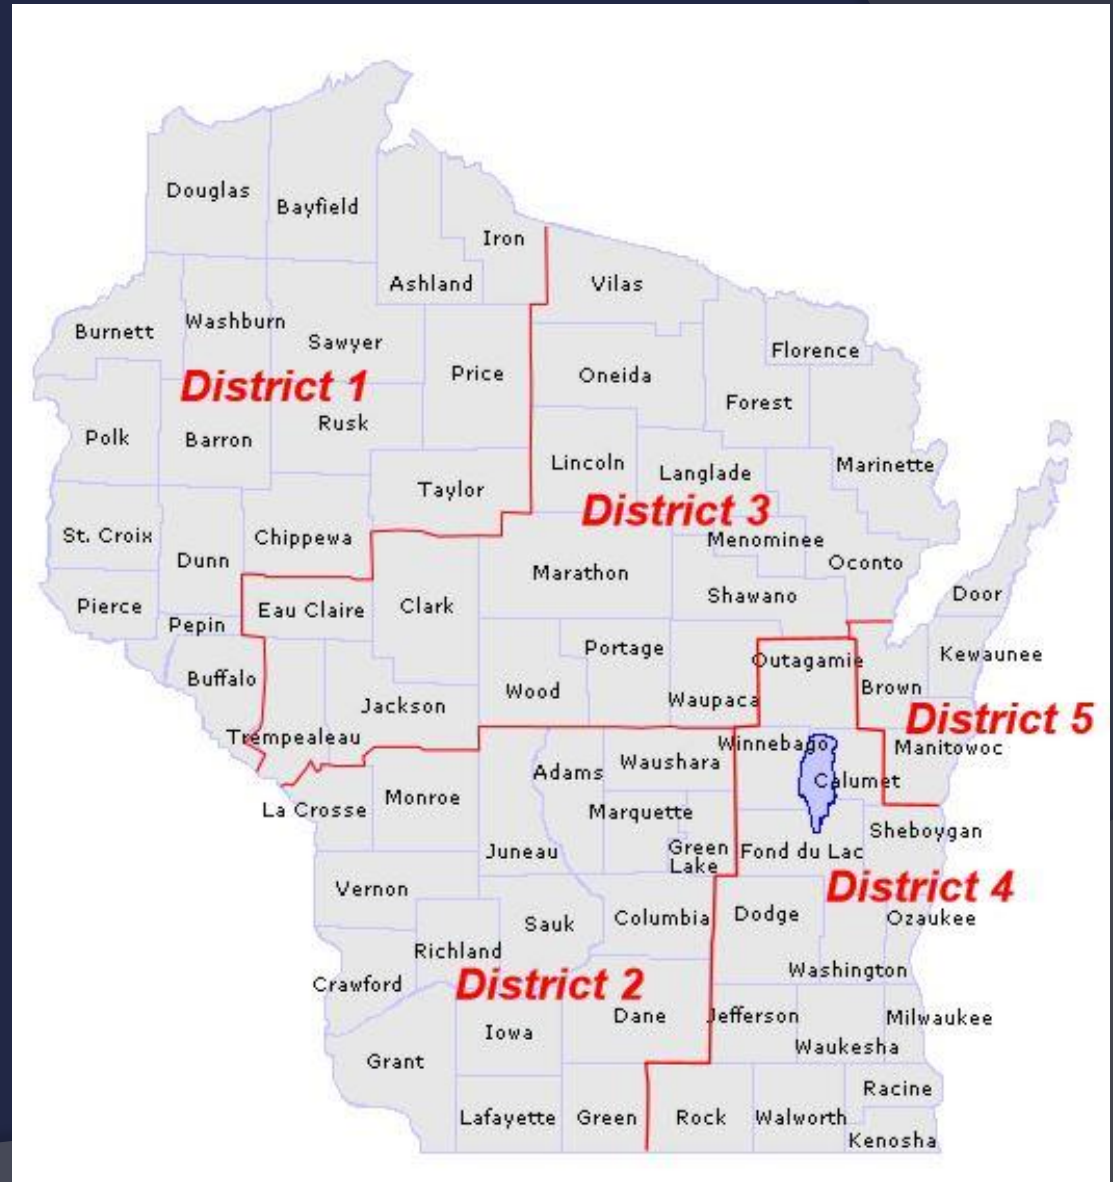 Douglas
Bayfield
Iron
Ashland
Vilas
Burnett
Washburn
Sawyer
Florence
Price
Oneida
District 1
Forest
Rusk
Polk
Barron
Lincoln
Langlade
Marinette
Taylor
District 3
St. Croix
Chippewa
Menominee
Dunn
Oconto
Marathon
Door
Shawano
Pierce
Eau Claire
Clark
Pepin
Portage
Kewaunee
Outagamie
Buffalo
Brown
Wood
Waupaca
Jackson
District 5
Trempealeau
Winnebago
Manitowoc
Waushara
Adams
Calumet
Monroe
La Crosse
Marquette
Sheboygan
Juneau
Green
Lake
Fond du Lac
Vernon
District 4
Dodge
Columbia
Ozaukee
Sauk
Richland
Washington
Crawford
District 2
Dane
Jefferson
Milwaukee
Iowa
Waukesha
Grant
Racine
Lafayette
Green
Rock
Walworth
Kenosha